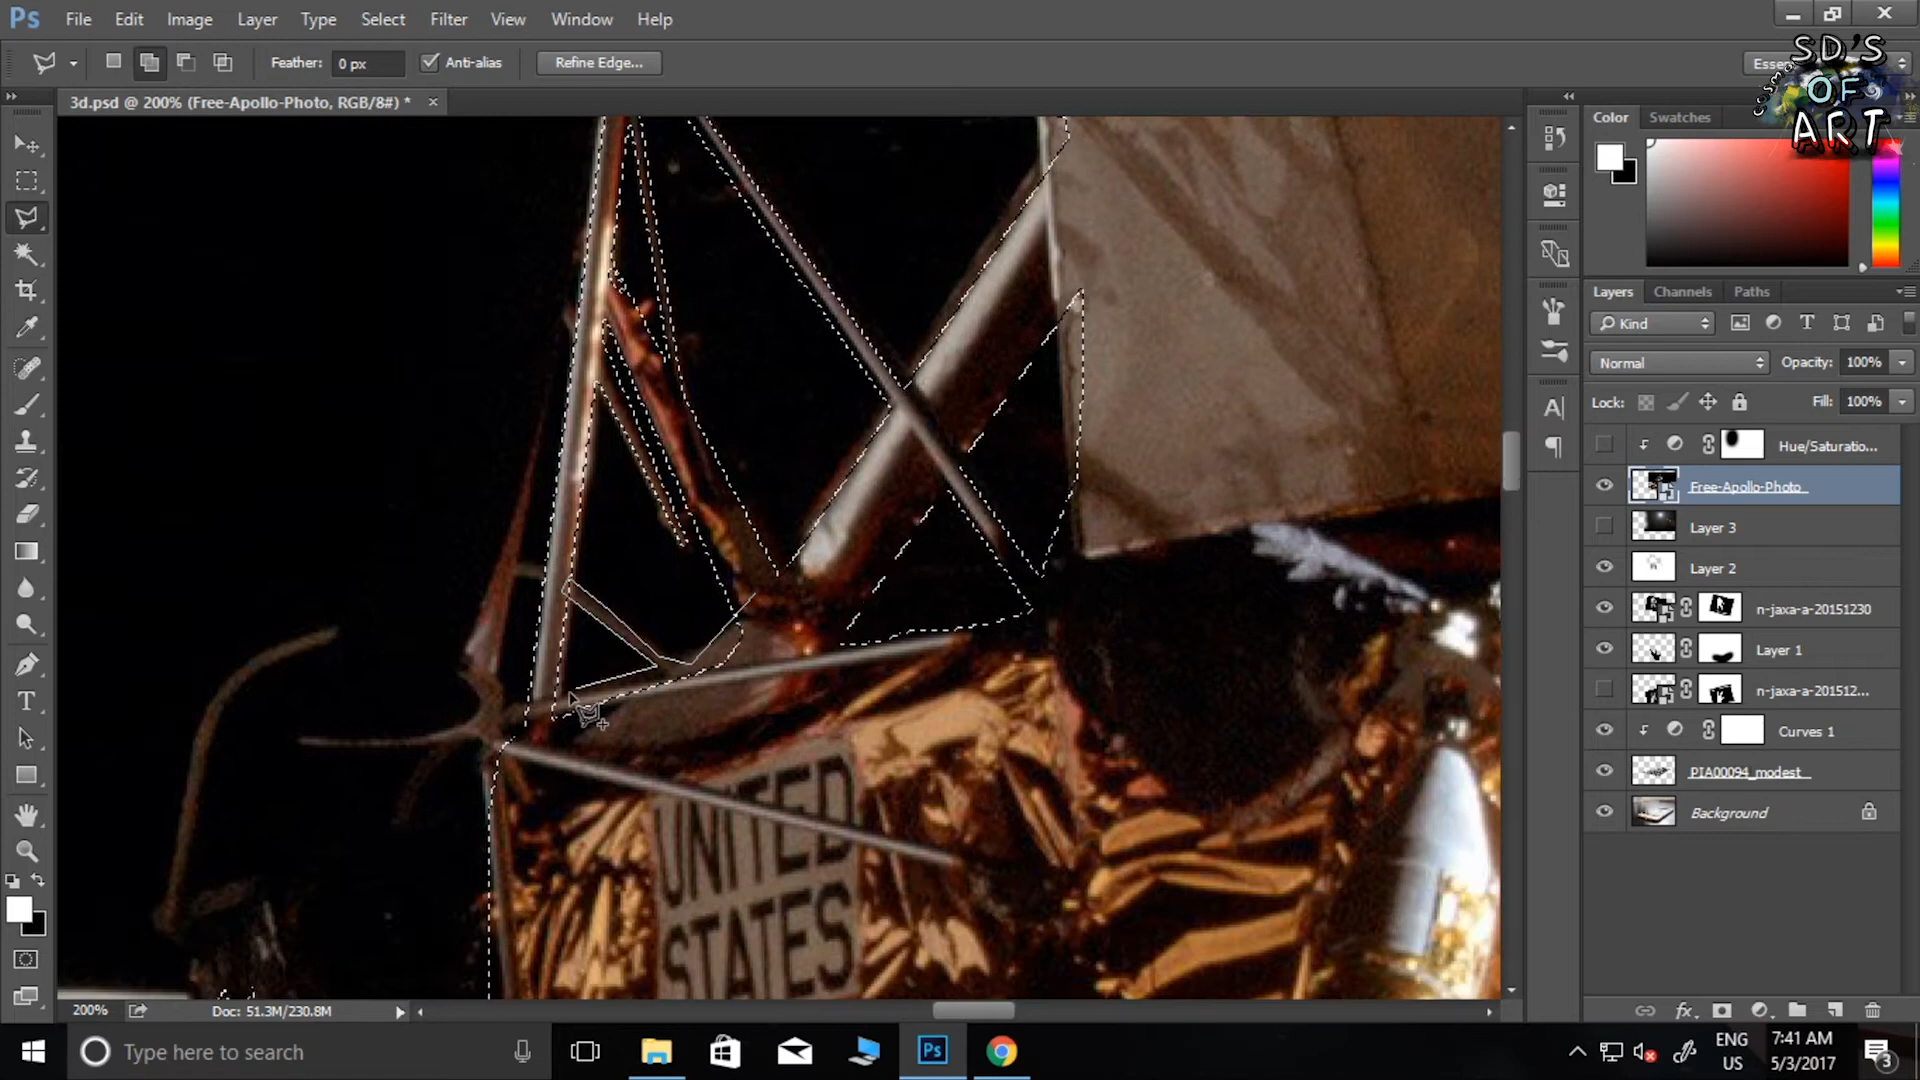 Ps File Edit Image Layer Type Select Filter View Window Help
Feather: 0 px Anti-alias Refine Edge...
SD'S
COSMOS
OF
ART
3d.psd @ 200% (Free-Apollo-Photo, RGB/8#) * ×
Color Swatches
Layers Channels Paths
Kind
Normal Opacity: 100%
Lock: Fill: 100%
Hue/Saturatio...
Free-Apollo-Photo
Layer 3
Layer 2
n-jaxa-a-20151230
Layer 1
n-jaxa-a-201512...
Curves 1
PIA00094_modest
Background
UNITED
STATES
200% Doc: 51.3M/230.8M
Type here to search
Ps
ENG
US
7:41 AM
5/3/2017
3